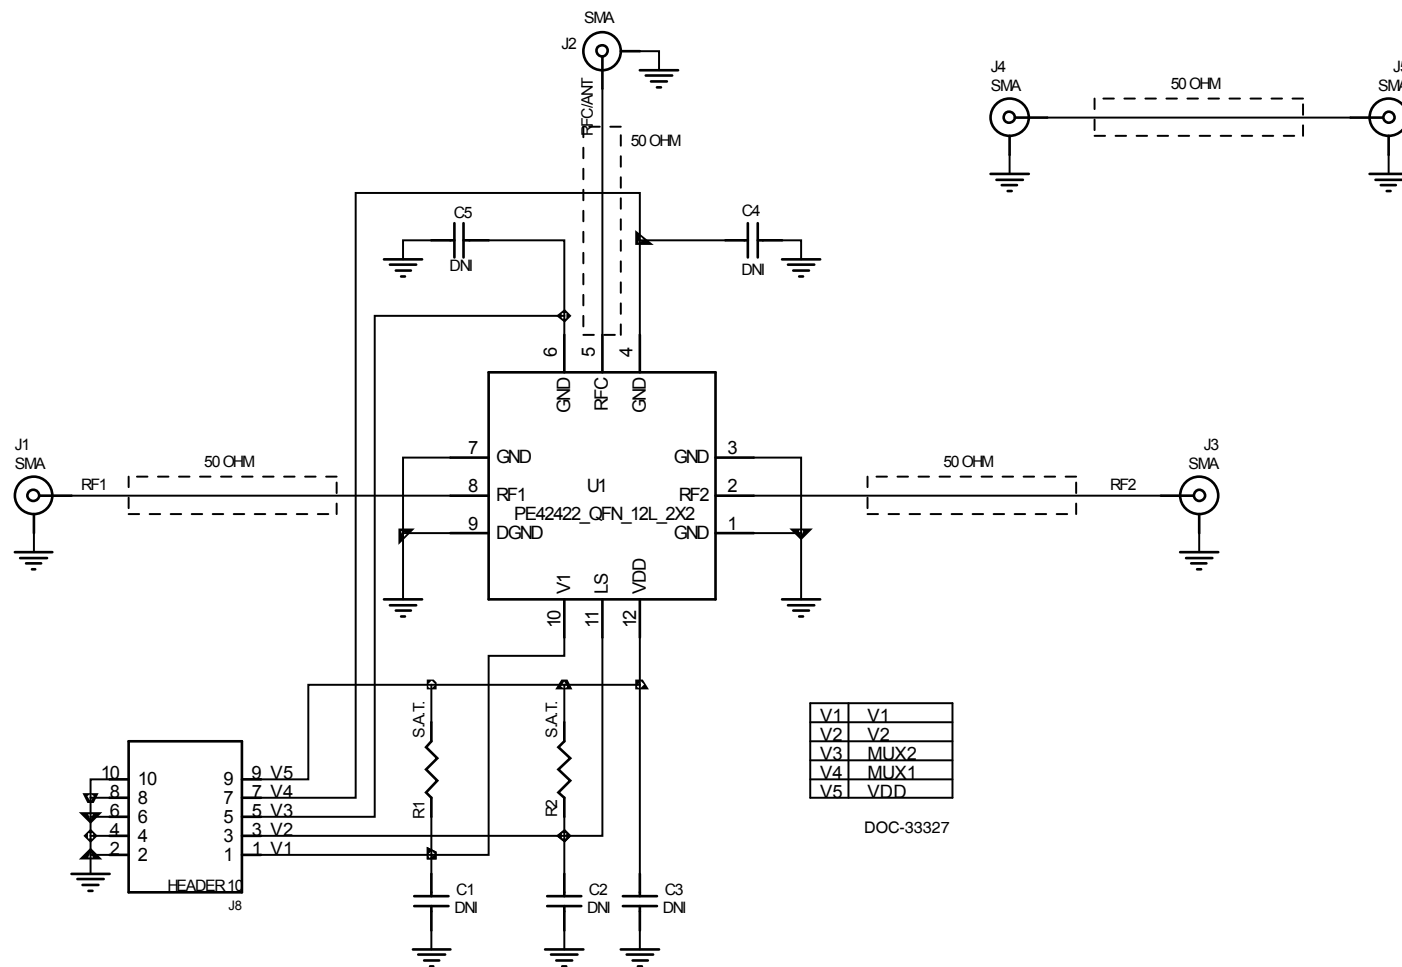 SMA
J2
RFC/ANT
50 OHM
J4
SMA
50 OHM
J5
SMA
C5
DNI
C4
DNI
6
5
4
GND
RFC
GND
J1
SMA
RF1
50 OHM
7
GND
8
RF1
9
DGND
U1
PE42422_QFN_12L_2X2
GND
3
RF2
2
GND
1
50 OHM
RF2
J3
SMA
V1
LS
VDD
10
11
12
S.A.T.
R1
S.A.T.
R2
10 10 9 9 V5
8 8 7 7 V4
6 6 5 5 V3
4 4 3 3 V2
2 2 1 1 V1
HEADER 10
J8
C1
DNI
C2
DNI
C3
DNI
V1 V1
V2 V2
V3 MUX2
V4 MUX1
V5 VDD
DOC-33327